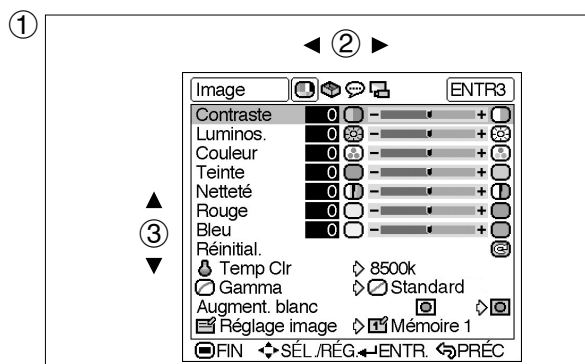 ①
◄ ② ►
Image ENTR3
Contraste 0 - +
Luminos. 0 - +
Couleur 0 - +
Teinte 0 - +
Netteté 0 - +
Rouge 0 - +
Bleu 0 - +
Réinitial.
Temp Clr 8500k
Gamma Standard
Augment. blanc
Réglage image 1 Mémoire 1
FIN SÉL./RÉG. ENTR. PRÉC
▲
③
▼